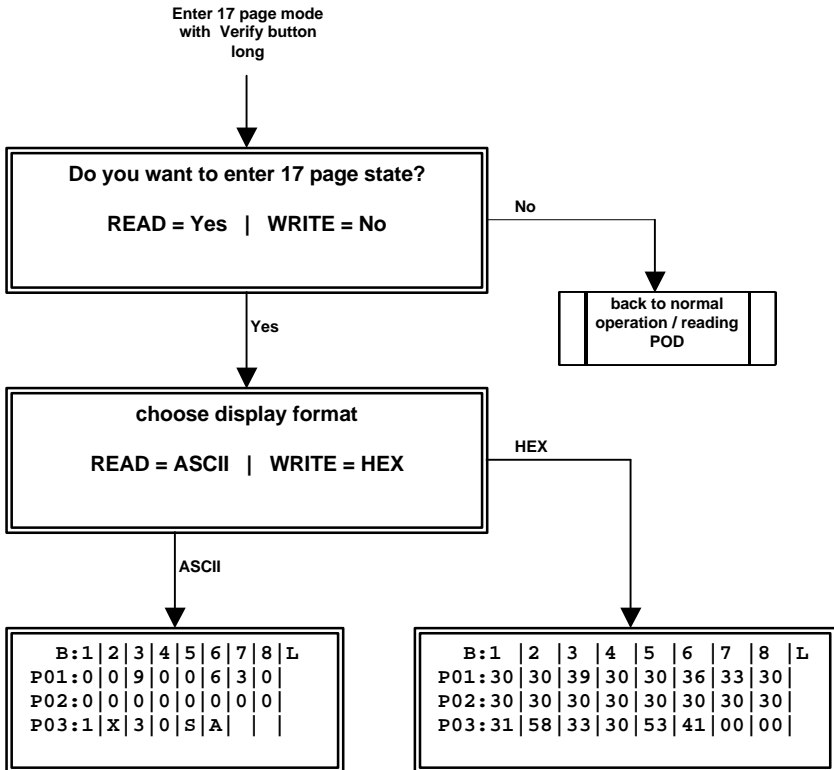 Enter 17 page mode
with Verify button
long
Do you want to enter 17 page state?
READ = Yes | WRITE = No
No
back to normal
operation / reading
POD
Yes
choose display format
READ = ASCII | WRITE = HEX
HEX
ASCII
B:1|2|3|4|5|6|7|8|L
P01:0|0|9|0|0|6|3|0|
P02:0|0|0|0|0|0|0|0|
P03:1|X|3|0|S|A| | |
B:1 |2 |3 |4 |5 |6 |7 |8 |L
P01:30|30|39|30|30|36|33|30|
P02:30|30|30|30|30|30|30|30|
P03:31|58|33|30|53|41|00|00|